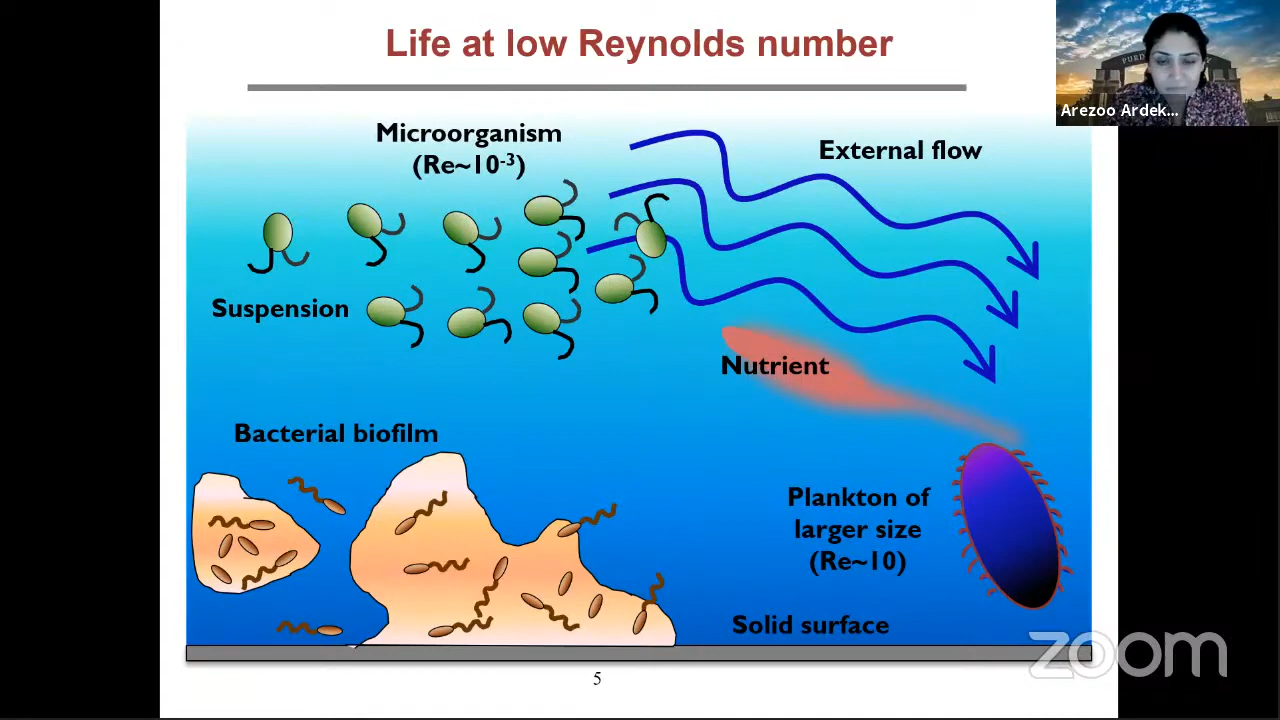 Life at low Reynolds number
PURD
Arezoo Ardek...
Microorganism
(Re~10⁻³)
External flow
Suspension
Nutrient
Bacterial biofilm
Plankton of
larger size
(Re~10)
Solid surface
5
zoom